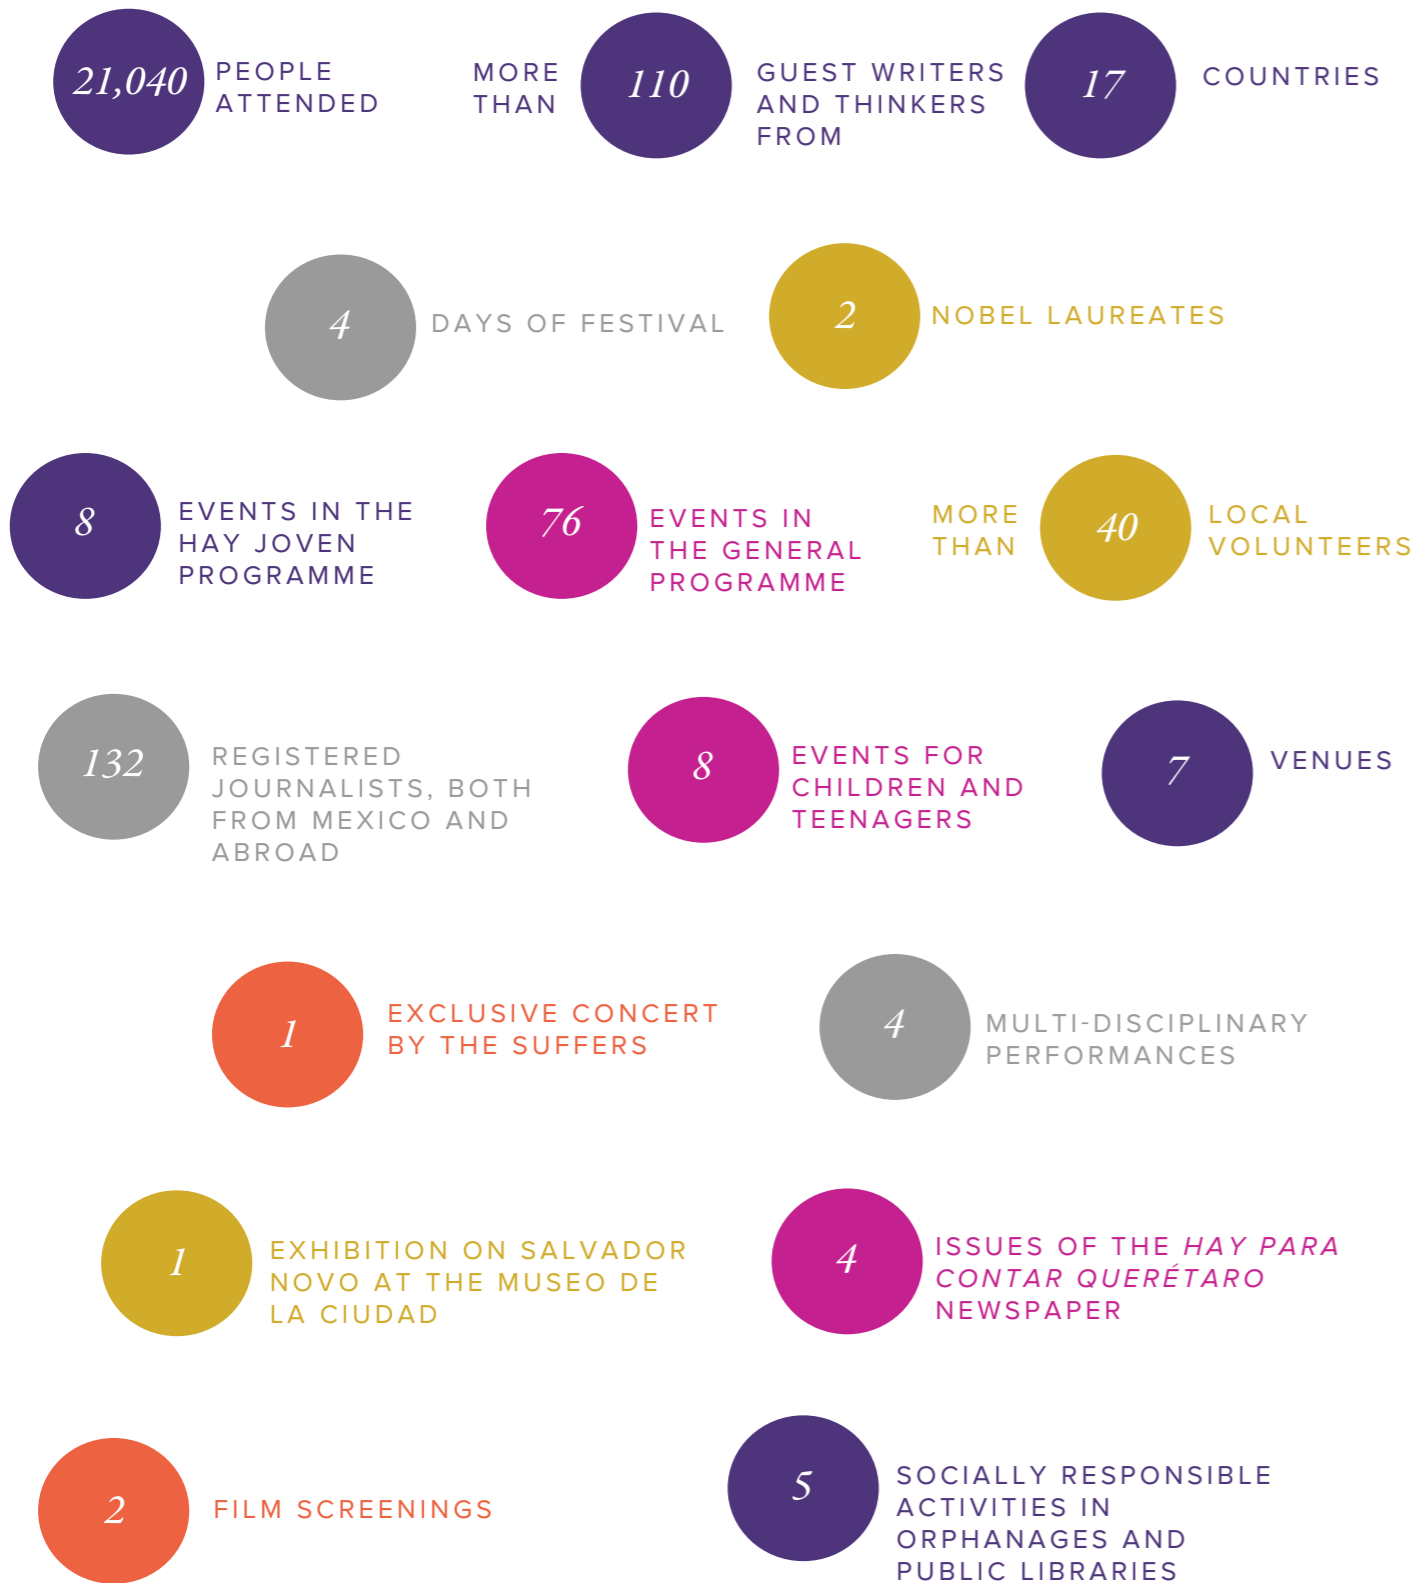 21,040
PEOPLE
ATTENDED
MORE
THAN
110
GUEST WRITERS
AND THINKERS
FROM
17
COUNTRIES
4
DAYS OF FESTIVAL
2
NOBEL LAUREATES
8
EVENTS IN THE
HAY JOVEN
PROGRAMME
76
EVENTS IN
THE GENERAL
PROGRAMME
MORE
THAN
40
LOCAL
VOLUNTEERS
132
REGISTERED
JOURNALISTS, BOTH
FROM MEXICO AND
ABROAD
8
EVENTS FOR
CHILDREN AND
TEENAGERS
7
VENUES
1
EXCLUSIVE CONCERT
BY THE SUFFERS
4
MULTI-DISCIPLINARY
PERFORMANCES
1
EXHIBITION ON SALVADOR
NOVO AT THE MUSEO DE
LA CIUDAD
4
ISSUES OF THE HAY PARA
CONTAR QUERÉTARO
NEWSPAPER
2
FILM SCREENINGS
5
SOCIALLY RESPONSIBLE
ACTIVITIES IN
ORPHANAGES AND
PUBLIC LIBRARIES